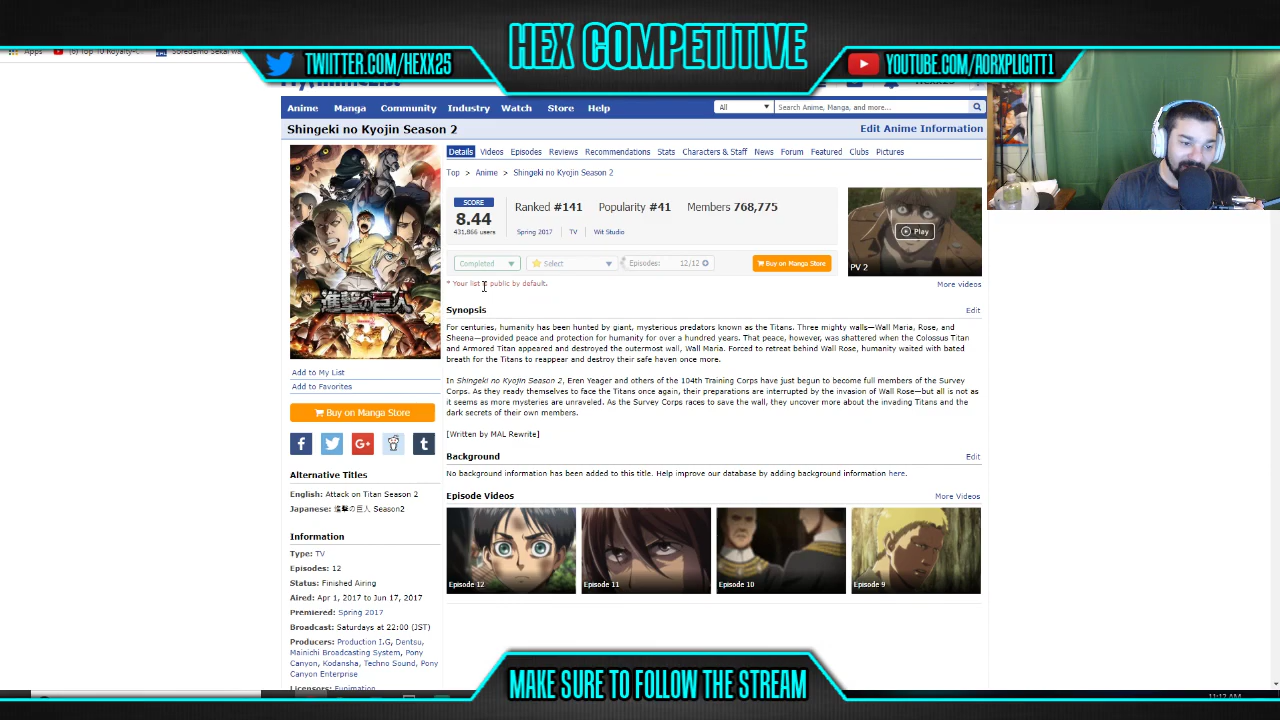 HEX COMPETITIVE
TWIITTER.COM/HEXX25
YOUTUBE.COM/AORXPLICITT1
Apps
Anime Manga Community Industry Watch Store Help
All
Search Anime, Manga, and more...
Shingeki no Kyojin Season 2
Edit Anime Information
Details Videos Episodes Reviews Recommendations Stats Characters & Staff News Forum Featured Clubs Pictures
Top > Anime > Shingeki no Kyojin Season 2
SCORE
8.44
431,866 users
Ranked #141 Popularity #41 Members 768,775
Spring 2017 TV Wit Studio
Play
PV 2
Completed
Select
Episodes: 12/12
Buy on Manga Store
* Your list is public by default.
More videos
Synopsis
Edit
For centuries, humanity has been hunted by giant, mysterious predators known as the Titans. Three mighty walls—Wall Maria, Rose, and
Sheena—provided peace and protection for humanity for over a hundred years. That peace, however, was shattered when the Colossus Titan
and Armored Titan appeared and destroyed the outermost wall, Wall Maria. Forced to retreat behind Wall Rose, humanity waited with bated
breath for the Titans to reappear and destroy their safe haven once more.
In Shingeki no Kyojin Season 2, Eren Yeager and others of the 104th Training Corps have just begun to become full members of the Survey
Corps. As they ready themselves to face the Titans once again, their preparations are interrupted by the invasion of Wall Rose—but all is not as
it seems as more mysteries are unraveled. As the Survey Corps races to save the wall, they uncover more about the invading Titans and the
dark secrets of their own members.
[Written by MAL Rewrite]
Background
Edit
No background information has been added to this title. Help improve our database by adding background information here.
Episode Videos
More Videos
Episode 12
Episode 11
Episode 10
Episode 9
進撃の巨人
Add to My List
Add to Favorites
Buy on Manga Store
Alternative Titles
English: Attack on Titan Season 2
Japanese: 進撃の巨人 Season2
Information
Type: TV
Episodes: 12
Status: Finished Airing
Aired: Apr 1, 2017 to Jun 17, 2017
Premiered: Spring 2017
Broadcast: Saturdays at 22:00 (JST)
Producers: Production I.G, Dentsu,
Mainichi Broadcasting System, Pony
Canyon, Kodansha, Techno Sound, Pony
Canyon Enterprise
Licensors: Funimation
MAKE SURE TO FOLLOW THE STREAM